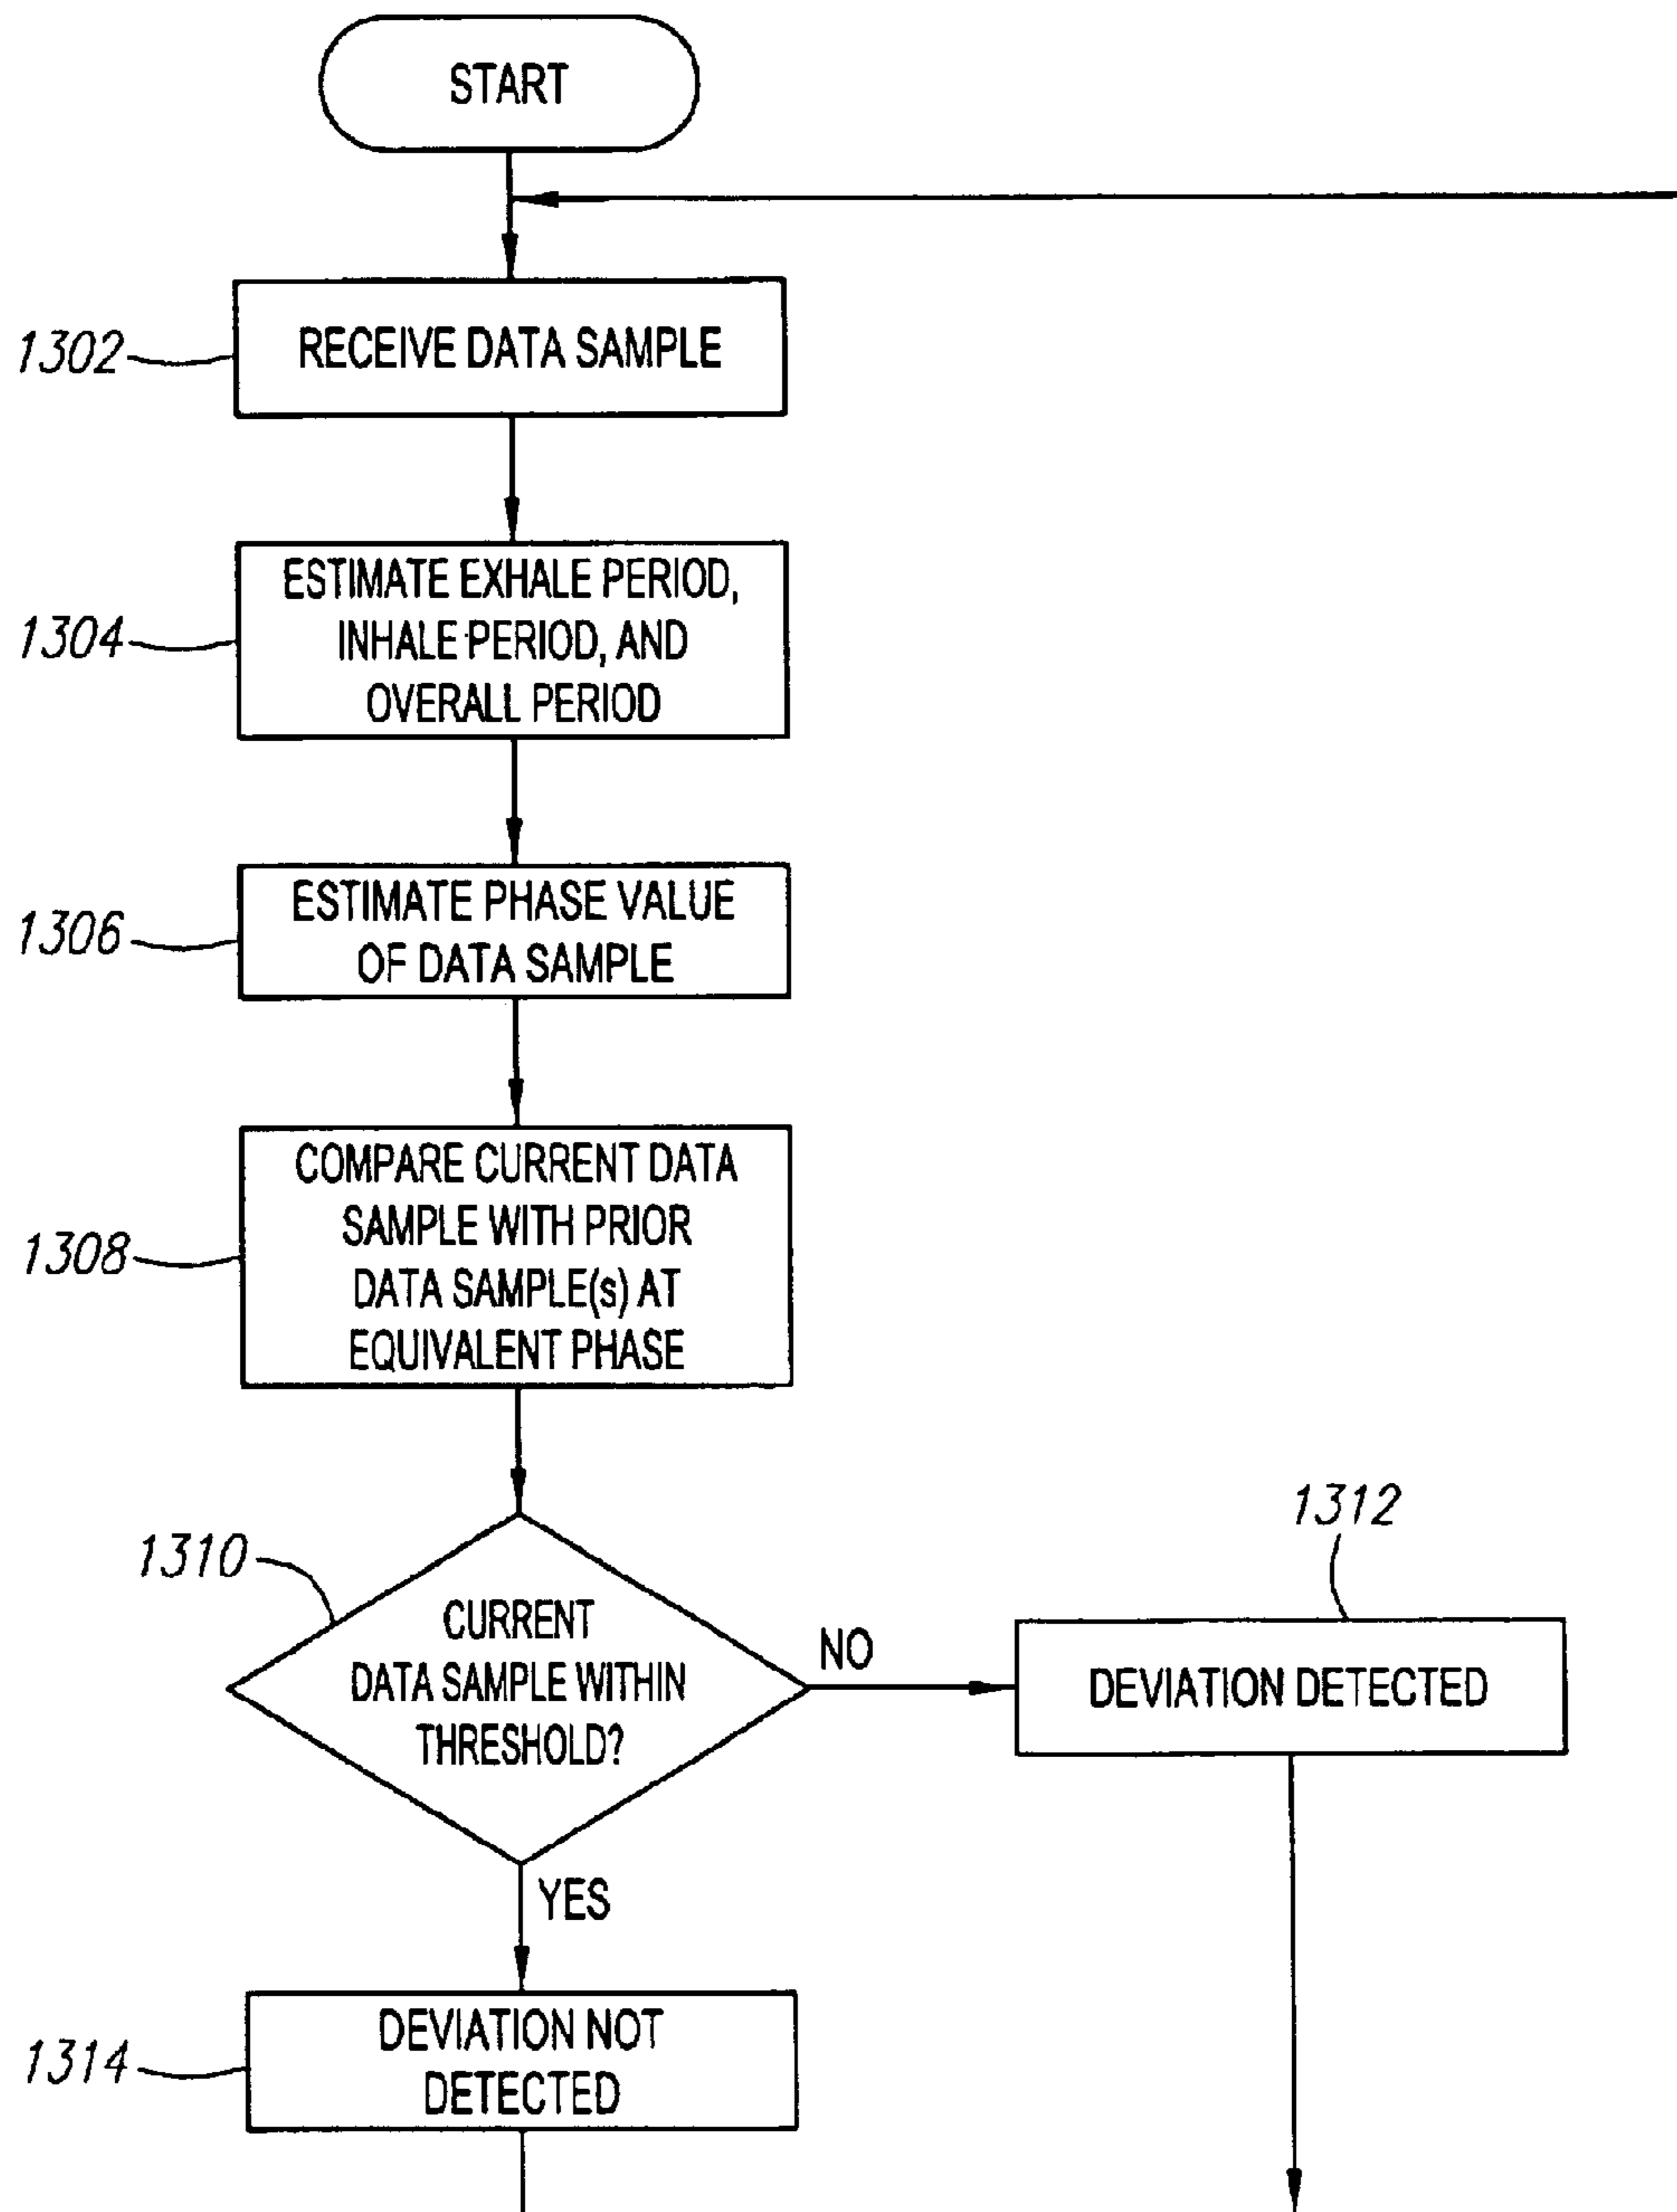 START
1302
RECEIVE DATA SAMPLE
1304
ESTIMATE EXHALE PERIOD,
INHALE PERIOD, AND
OVERALL PERIOD
1306
ESTIMATE PHASE VALUE
OF DATA SAMPLE
1308
COMPARE CURRENT DATA
SAMPLE WITH PRIOR
DATA SAMPLE(s) AT
EQUIVALENT PHASE
1310
CURRENT
DATA SAMPLE WITHIN
THRESHOLD?
NO
1312
DEVIATION DETECTED
YES
1314
DEVIATION NOT
DETECTED